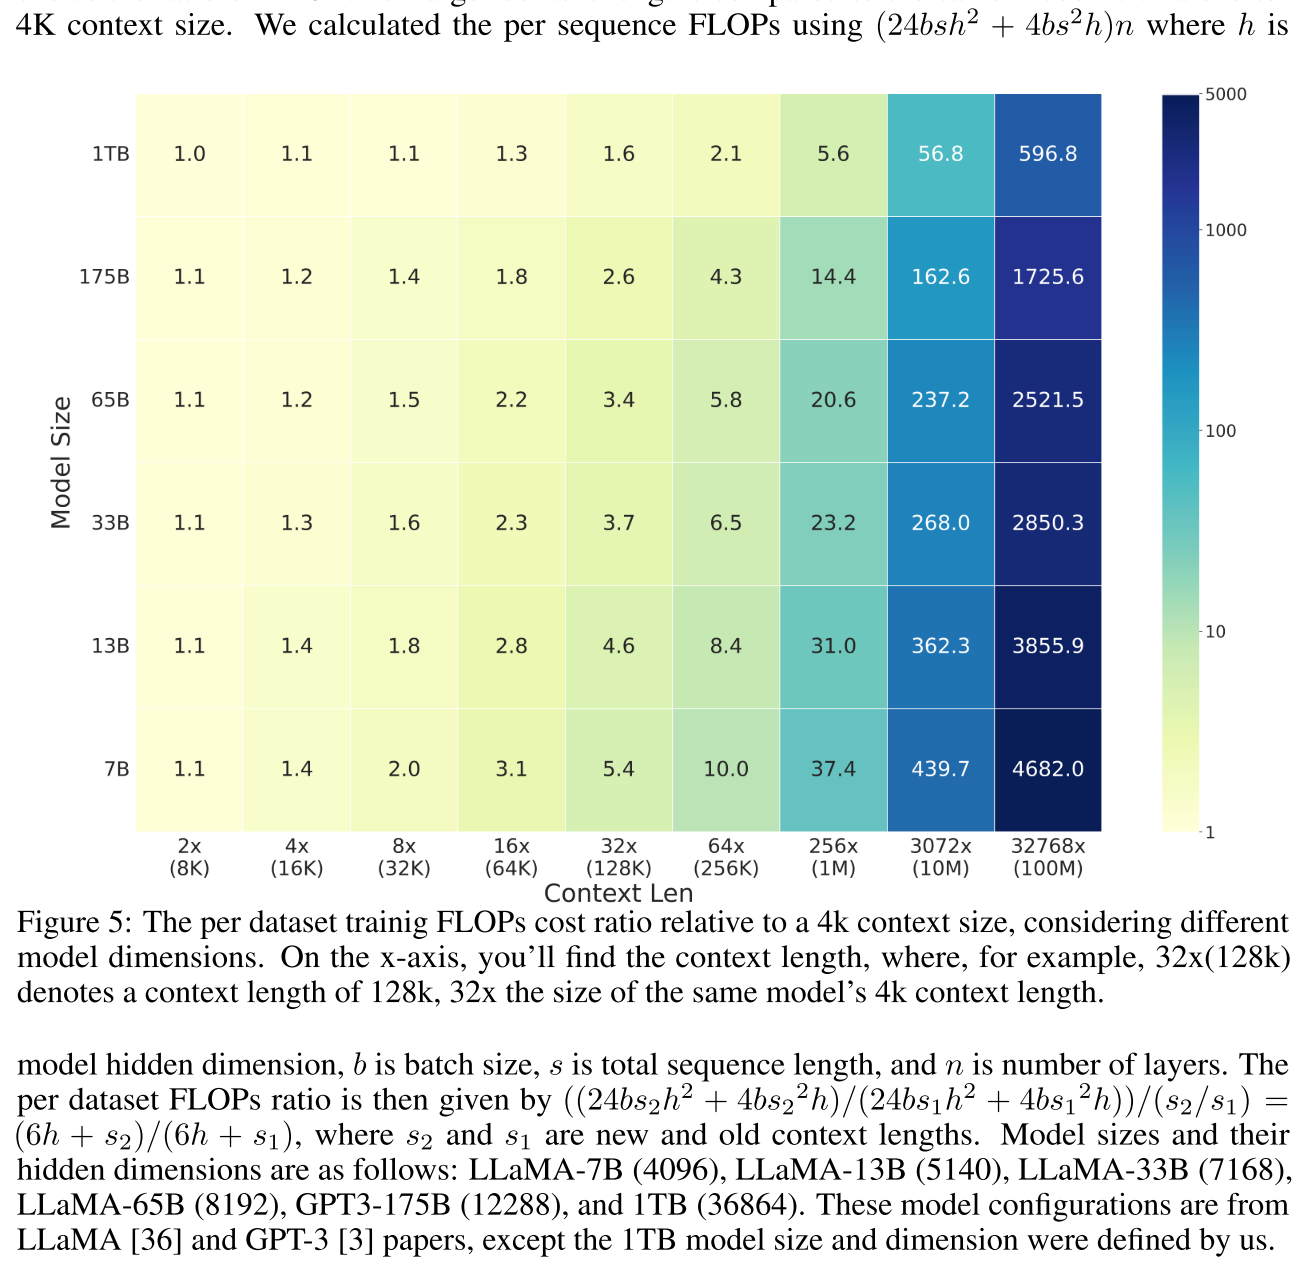 4K context size. We calculated the per sequence FLOPs using (24bsh² + 4bs²h)n where h is
5000
1TB 1.0 1.1 1.1 1.3 1.6 2.1 5.6 56.8 596.8
1000
175B 1.1 1.2 1.4 1.8 2.6 4.3 14.4 162.6 1725.6
65B 1.1 1.2 1.5 2.2 3.4 5.8 20.6 237.2 2521.5
100
Model Size
33B 1.1 1.3 1.6 2.3 3.7 6.5 23.2 268.0 2850.3
10
13B 1.1 1.4 1.8 2.8 4.6 8.4 31.0 362.3 3855.9
7B 1.1 1.4 2.0 3.1 5.4 10.0 37.4 439.7 4682.0
1
2x 4x 8x 16x 32x 64x 256x 3072x 32768x
(8K) (16K) (32K) (64K) (128K) (256K) (1M) (10M) (100M)
Context Len
Figure 5: The per dataset trainig FLOPs cost ratio relative to a 4k context size, considering different
model dimensions. On the x-axis, you'll find the context length, where, for example, 32x(128k)
denotes a context length of 128k, 32x the size of the same model's 4k context length.
model hidden dimension, b is batch size, s is total sequence length, and n is number of layers. The
per dataset FLOPs ratio is then given by ((24bs₂h² + 4bs₂²h)/(24bs₁h² + 4bs₁²h))/(s₂/s₁) =
(6h + s₂)/(6h + s₁), where s₂ and s₁ are new and old context lengths. Model sizes and their
hidden dimensions are as follows: LLaMA-7B (4096), LLaMA-13B (5140), LLaMA-33B (7168),
LLaMA-65B (8192), GPT3-175B (12288), and 1TB (36864). These model configurations are from
LLaMA [36] and GPT-3 [3] papers, except the 1TB model size and dimension were defined by us.